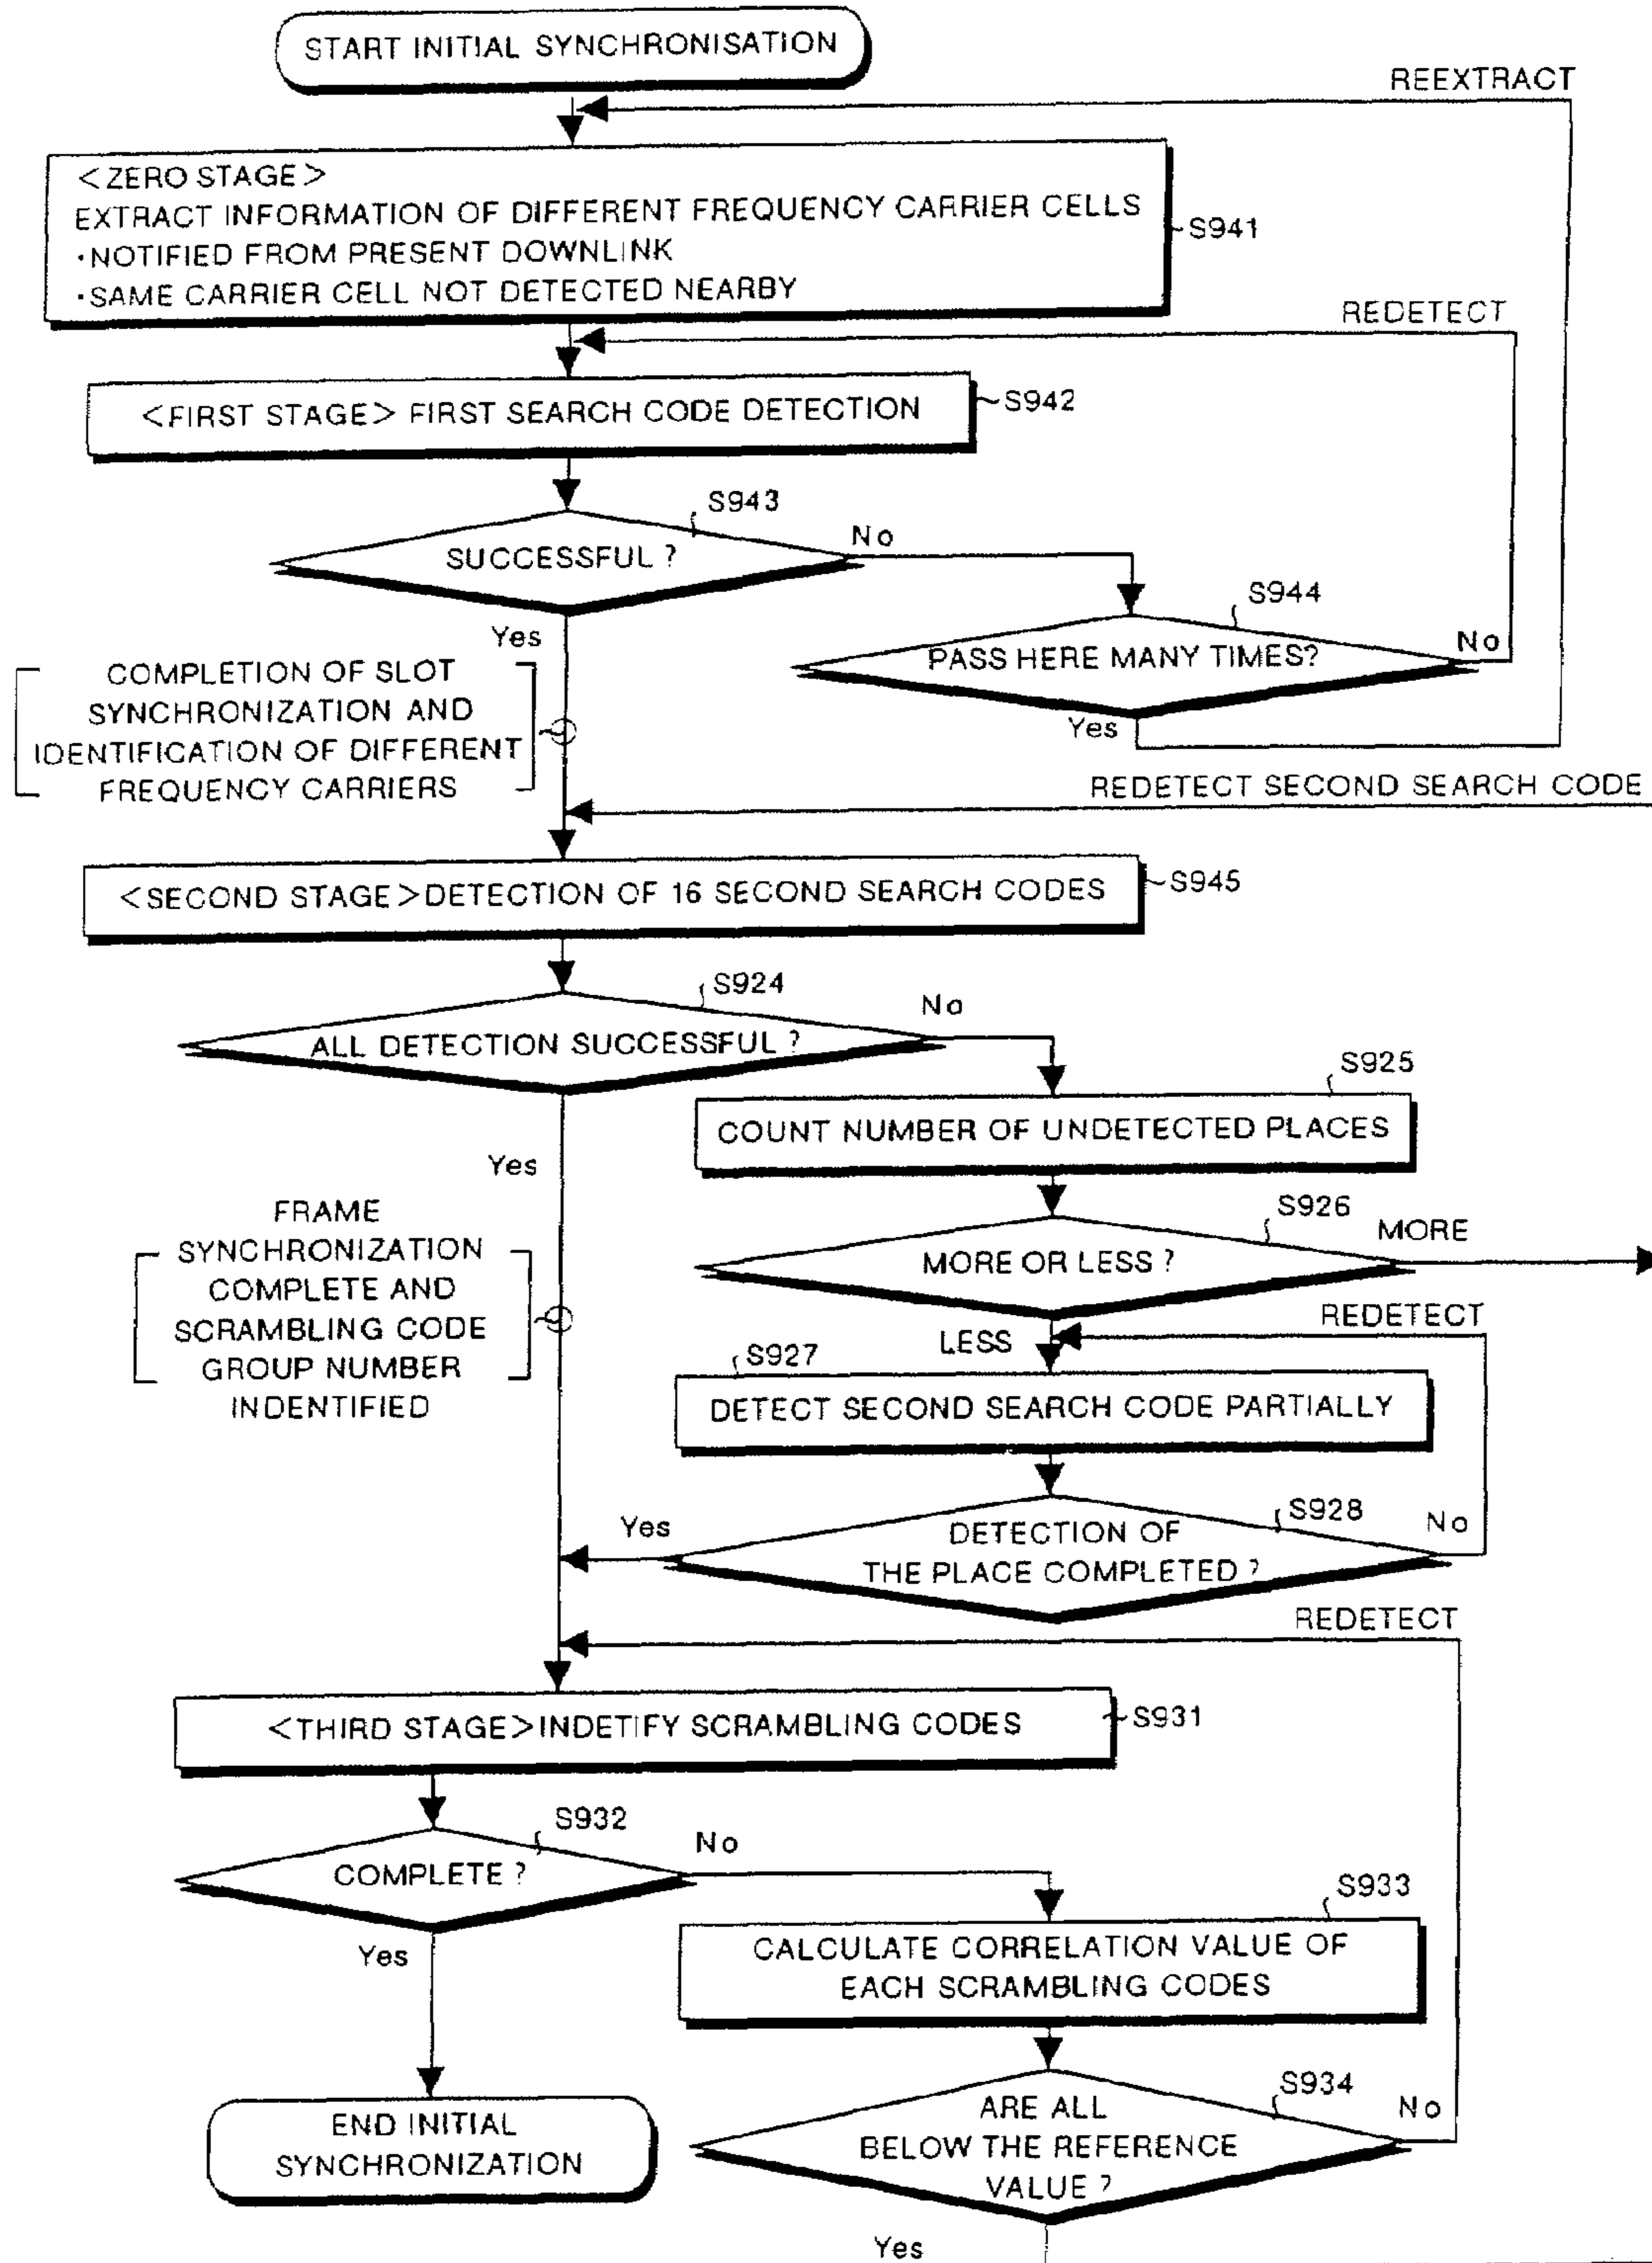 START INITIAL SYNCHRONISATION
REEXTRACT
<ZERO STAGE>
EXTRACT INFORMATION OF DIFFERENT FREQUENCY CARRIER CELLS
・NOTIFIED FROM PRESENT DOWNLINK
・SAME CARRIER CELL NOT DETECTED NEARBY
S941
REDETECT
<FIRST STAGE> FIRST SEARCH CODE DETECTION
S942
S943
SUCCESSFUL ?
No
Yes
S944
PASS HERE MANY TIMES?
No
Yes
COMPLETION OF SLOT
SYNCHRONIZATION AND
IDENTIFICATION OF DIFFERENT
FREQUENCY CARRIERS
REDETECT SECOND SEARCH CODE
<SECOND STAGE>DETECTION OF 16 SECOND SEARCH CODES
S945
S924
ALL DETECTION SUCCESSFUL ?
No
Yes
S925
COUNT NUMBER OF UNDETECTED PLACES
S926
MORE OR LESS ?
MORE
LESS
REDETECT
FRAME
SYNCHRONIZATION
COMPLETE AND
SCRAMBLING CODE
GROUP NUMBER
INDENTIFIED
S927
DETECT SECOND SEARCH CODE PARTIALLY
S928
DETECTION OF
THE PLACE COMPLETED ?
Yes
No
REDETECT
<THIRD STAGE>INDETIFY SCRAMBLING CODES
S931
S932
COMPLETE ?
No
Yes
S933
CALCULATE CORRELATION VALUE OF
EACH SCRAMBLING CODES
S934
ARE ALL
BELOW THE REFERENCE
VALUE ?
No
Yes
END INITIAL
SYNCHRONIZATION